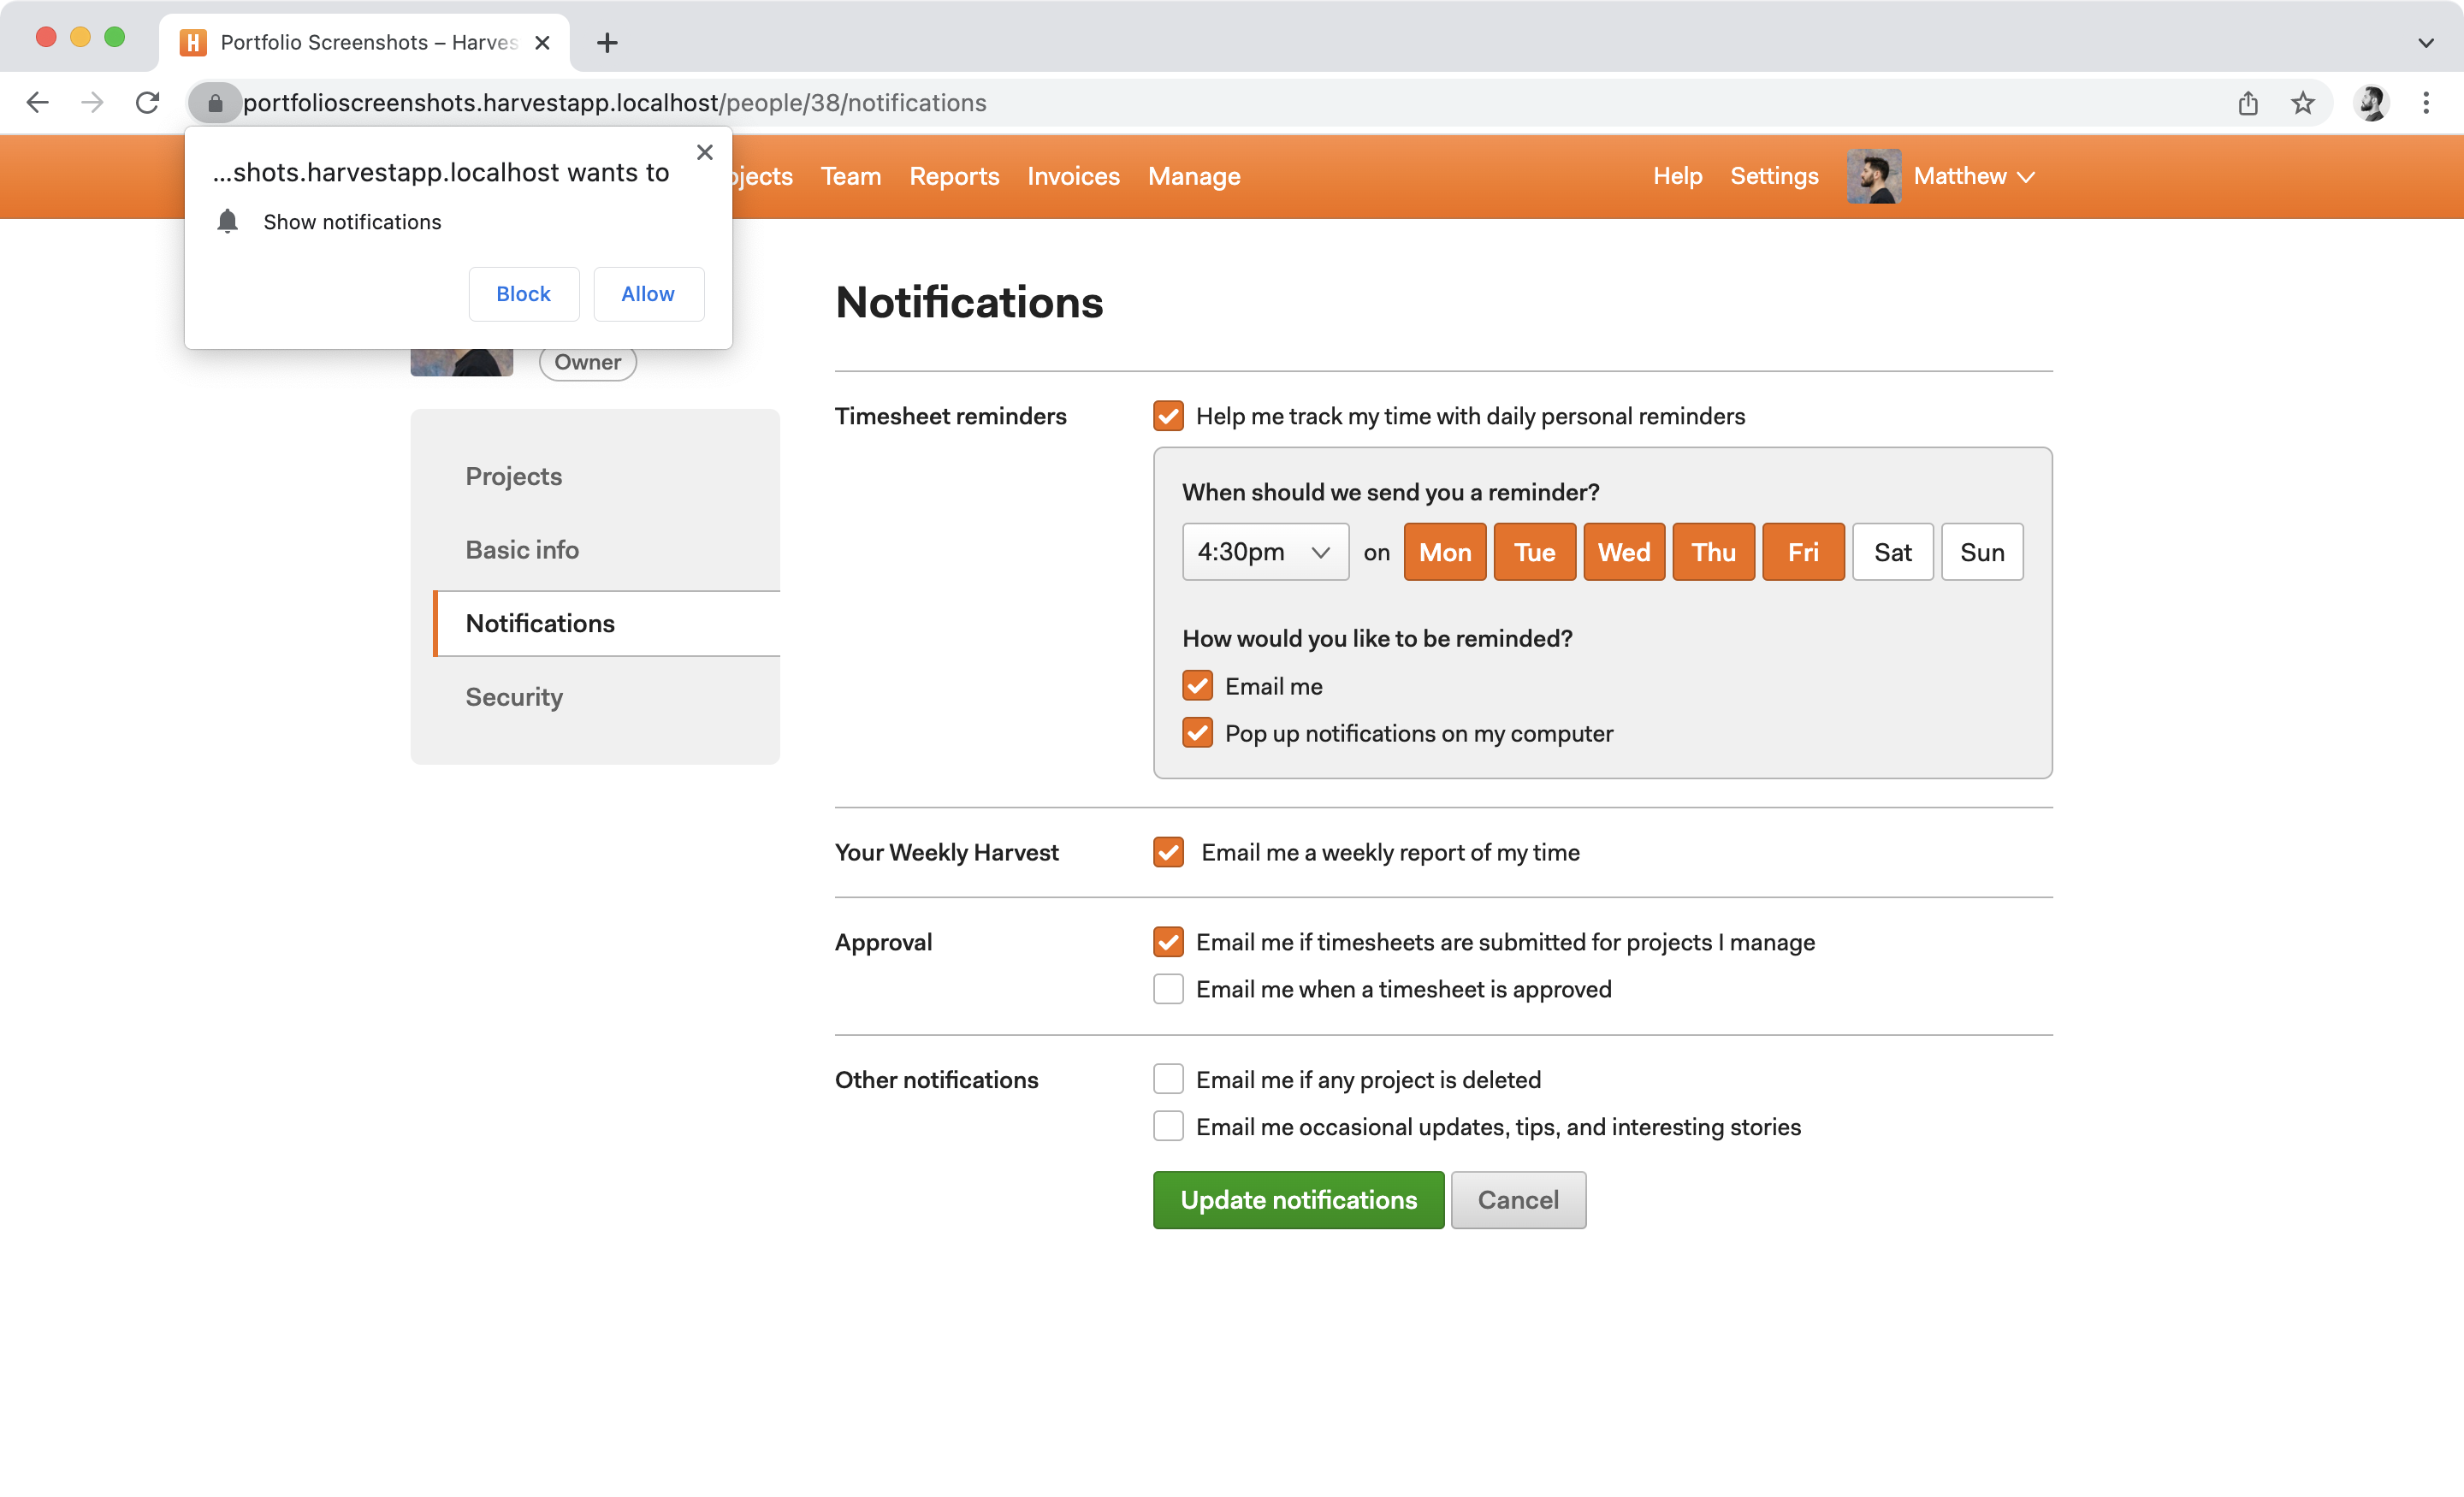 H Portfolio Screenshots – Harves
portfolioscreenshots.harvestapp.localhost/people/38/notifications
...shots.harvestapp.localhost wants to
Show notifications
Block Allow
ojects Team Reports Invoices Manage
Help Settings Matthew
Owner
Projects
Basic info
Notifications
Security
Notifications
Timesheet reminders
Help me track my time with daily personal reminders
When should we send you a reminder?
4:30pm on Mon Tue Wed Thu Fri Sat Sun
How would you like to be reminded?
Email me
Pop up notifications on my computer
Your Weekly Harvest
Email me a weekly report of my time
Approval
Email me if timesheets are submitted for projects I manage
Email me when a timesheet is approved
Other notifications
Email me if any project is deleted
Email me occasional updates, tips, and interesting stories
Update notifications Cancel